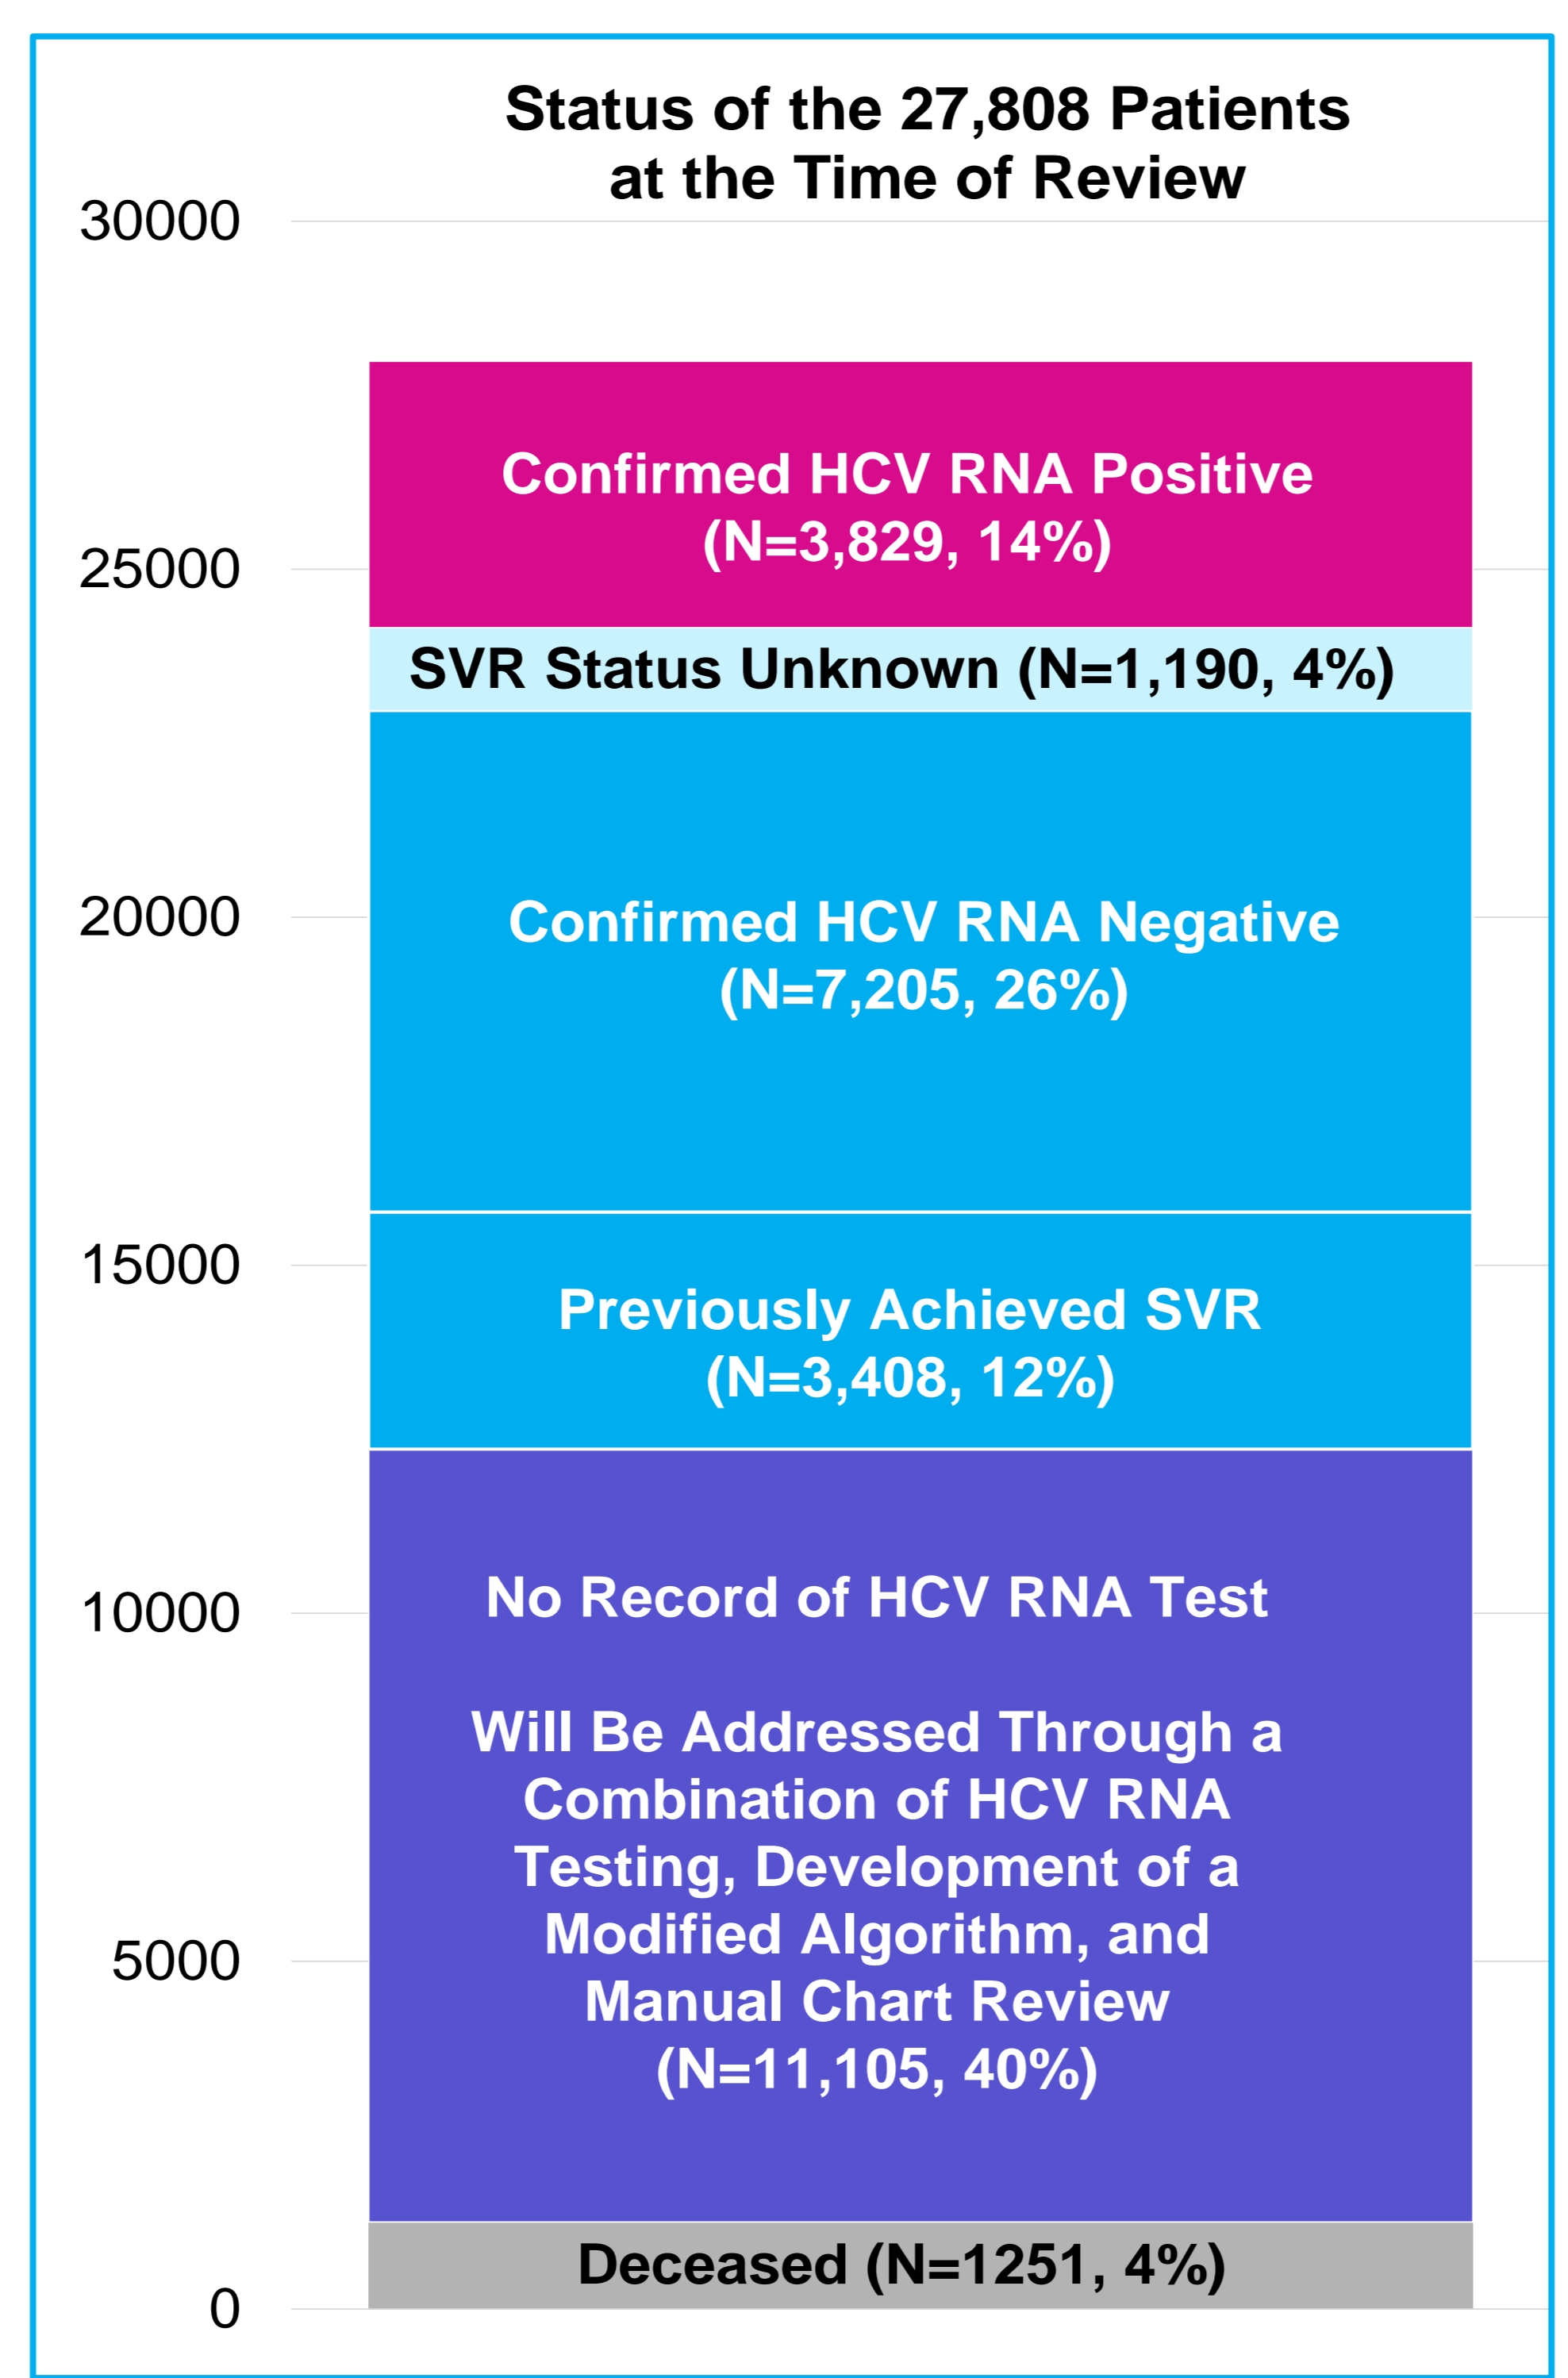 Status of the 27,808 Patients
at the Time of Review
30000
Confirmed HCV RNA Positive
(N=3,829, 14%)
25000
SVR Status Unknown (N=1,190, 4%)
20000
Confirmed HCV RNA Negative
(N=7,205, 26%)
15000
Previously Achieved SVR
(N=3,408, 12%)
No Record of HCV RNA Test
10000
Will Be Addressed Through a
Combination of HCV RNA
Testing, Development of a
Modified Algorithm, and
5000
Manual Chart Review
(N=11,105, 40%)
Deceased (N=1251, 4%)
0